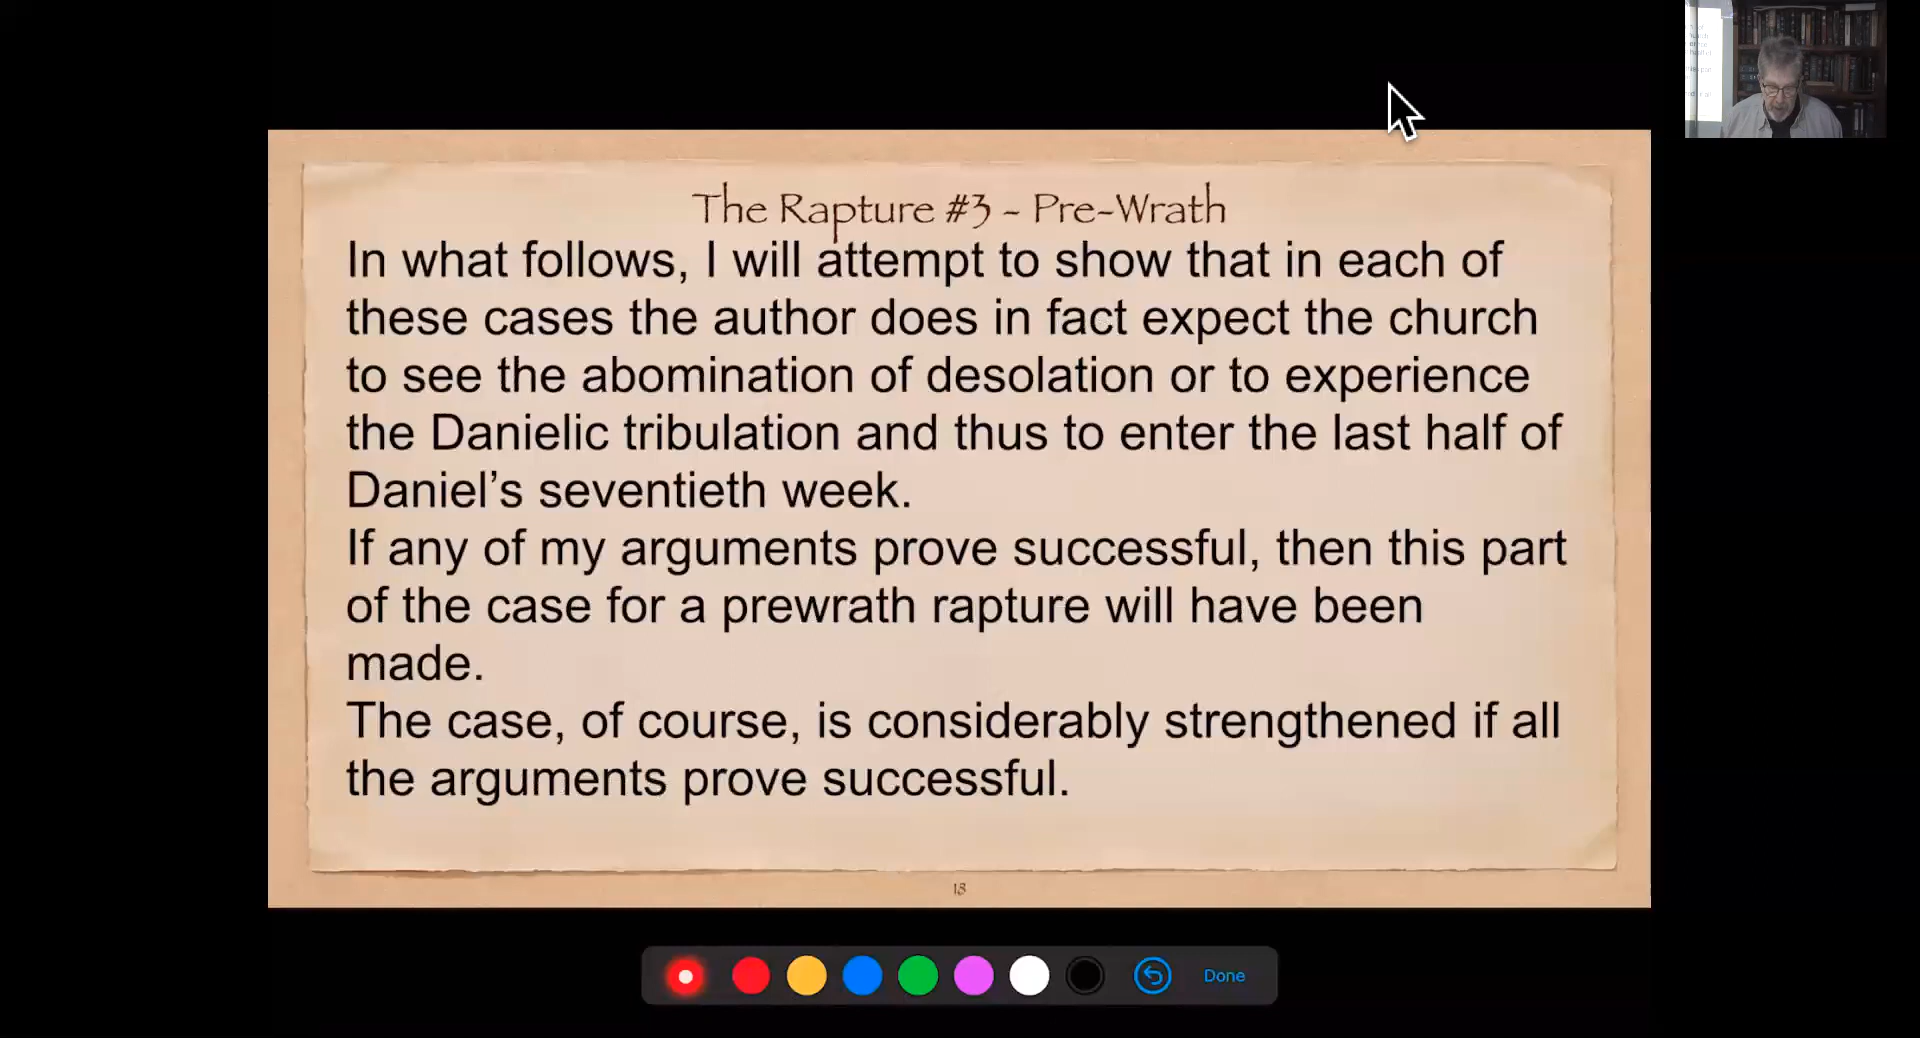 The Rapture #3 - Pre-Wrath
In what follows, I will attempt to show that in each of
these cases the author does in fact expect the church
to see the abomination of desolation or to experience
the Danielic tribulation and thus to enter the last half of
Daniel’s seventieth week.
If any of my arguments prove successful, then this part
of the case for a prewrath rapture will have been
made.
The case, of course, is considerably strengthened if all
the arguments prove successful.
18
Done